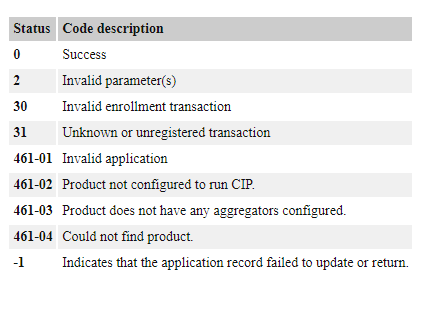 Status Code description
0 Success
2 Invalid parameter(s)
30 Invalid enrollment transaction
31 Unknown or unregistered transaction
461-01 Invalid application
461-02 Product not configured to run CIP.
461-03 Product does not have any aggregators configured.
461-04 Could not find product.
-1 Indicates that the application record failed to update or return.